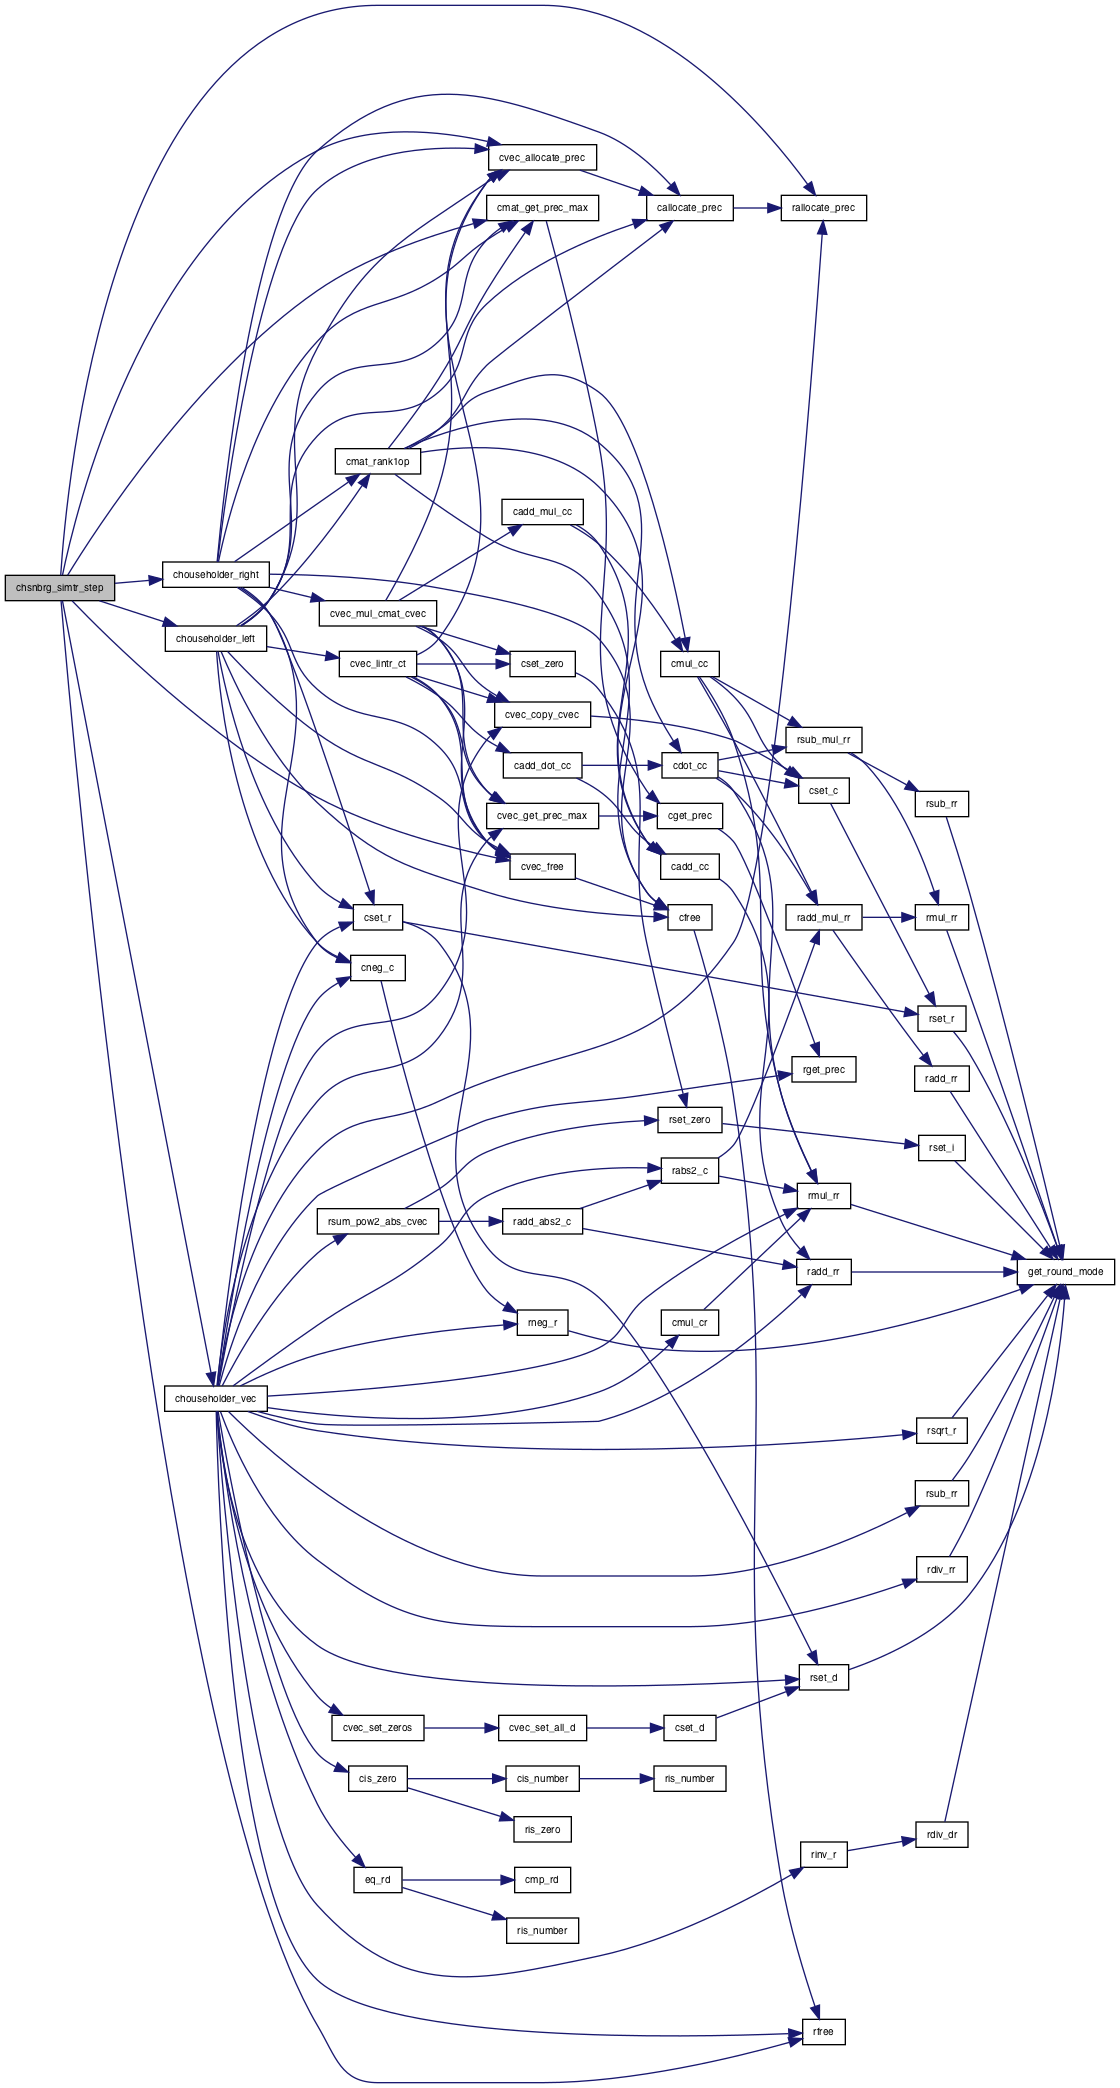 cvec_allocate_prec
cmat_get_prec_max
callocate_prec
rallocate_prec
cmat_rank1op
cadd_mul_cc
chsnbrg_simtr_step
chouseholder_right
cvec_mul_cmat_cvec
chouseholder_left
cvec_lintr_ct
cset_zero
cmul_cc
cvec_copy_cvec
rsub_mul_rr
cadd_dot_cc
cdot_cc
cset_c
rsub_rr
cvec_get_prec_max
cget_prec
cvec_free
cadd_cc
cset_r
cfree
radd_mul_rr
rmul_rr
cneg_c
rset_r
rget_prec
radd_rr
rset_zero
rset_i
rabs2_c
rmul_rr
rsum_pow2_abs_cvec
radd_abs2_c
radd_rr
get_round_mode
rneg_r
cmul_cr
chouseholder_vec
rsqrt_r
rsub_rr
rdiv_rr
rset_d
cvec_set_zeros
cvec_set_all_d
cset_d
cis_zero
cis_number
ris_number
ris_zero
rdiv_dr
rinv_r
eq_rd
cmp_rd
ris_number
rfree